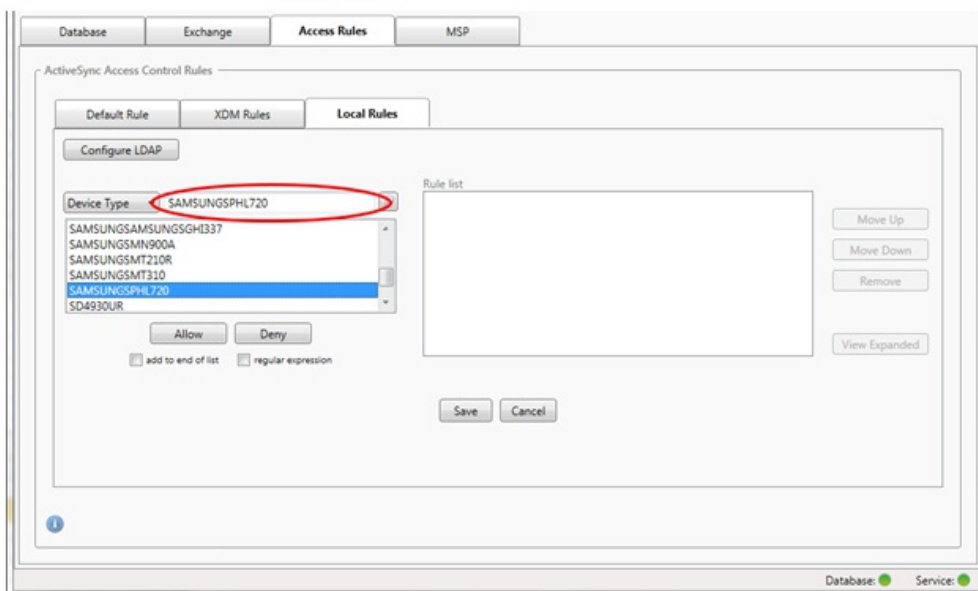 Database Exchange Access Rules MSP
ActiveSync Access Control Rules
Default Rule XDM Rules Local Rules
Configure LDAP
Rule list
Device Type SAMSUNGSPHL720
SAMSUNGSAMSUNGSGHI337
SAMSUNGSMN900A
SAMSUNGSMT210R
SAMSUNGSMT310
SAMSUNGSPHL720
SD4930UR
Move Up
Move Down
Remove
View Expanded
Allow Deny
add to end of list regular expression
Save Cancel
Database: Service: